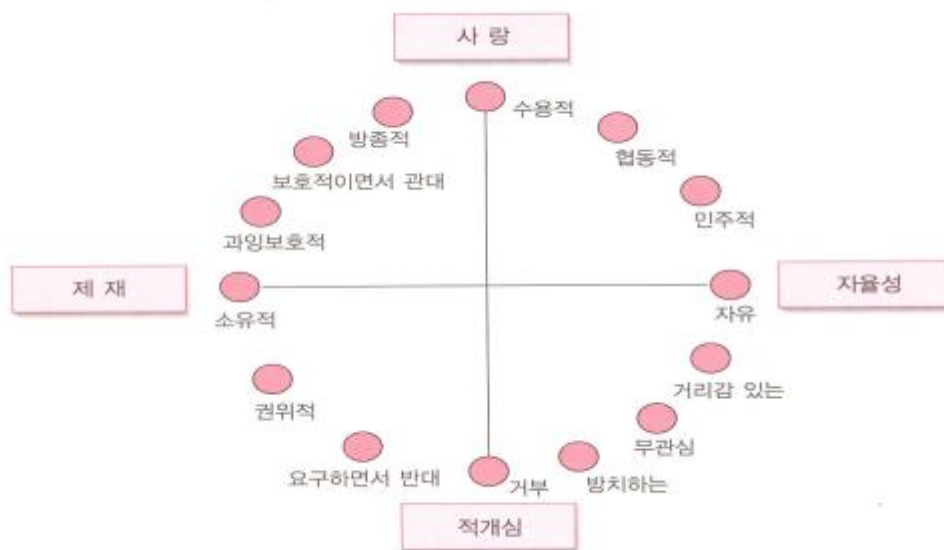 사 랑
수용적
방종적
협동적
보호적이면서 관대
민주적
과잉보호적
제 재
자율성
소유적
자유
거리감 있는
권위적
무관심
요구하면서 반대
거부
방치하는
적개심